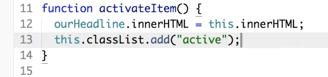 11 function activateItem() {
12 ourHeadline.innerHTML = this.innerHTML;
13 this.classList.add("active");
14 }
15